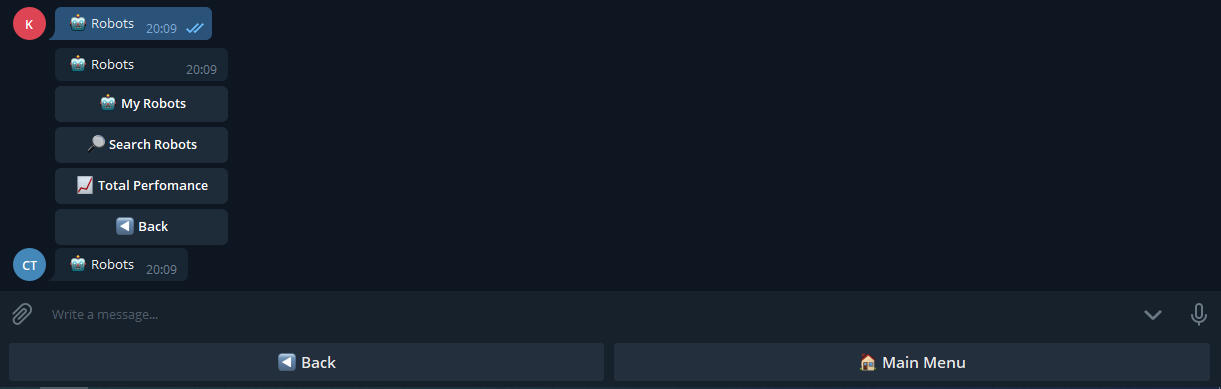 K
🤖 Robots 20:09
🤖 Robots 20:09
🤖 My Robots
🔎 Search Robots
📈 Total Perfomance
◀️ Back
CT
🤖 Robots 20:09
Write a message...
◀️ Back
🏠 Main Menu